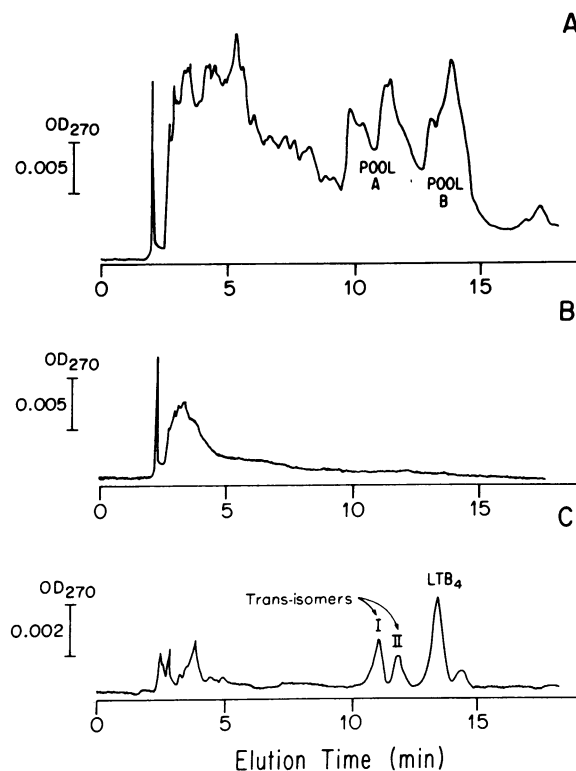 A
OD270
0.005
POOL
A
POOL
B
0 5 10 15
B
OD270
0.005
0 5 10 15
C
OD270
0.002
Trans-isomers
I
II
LTB4
0 5 10 15
Elution Time (min)